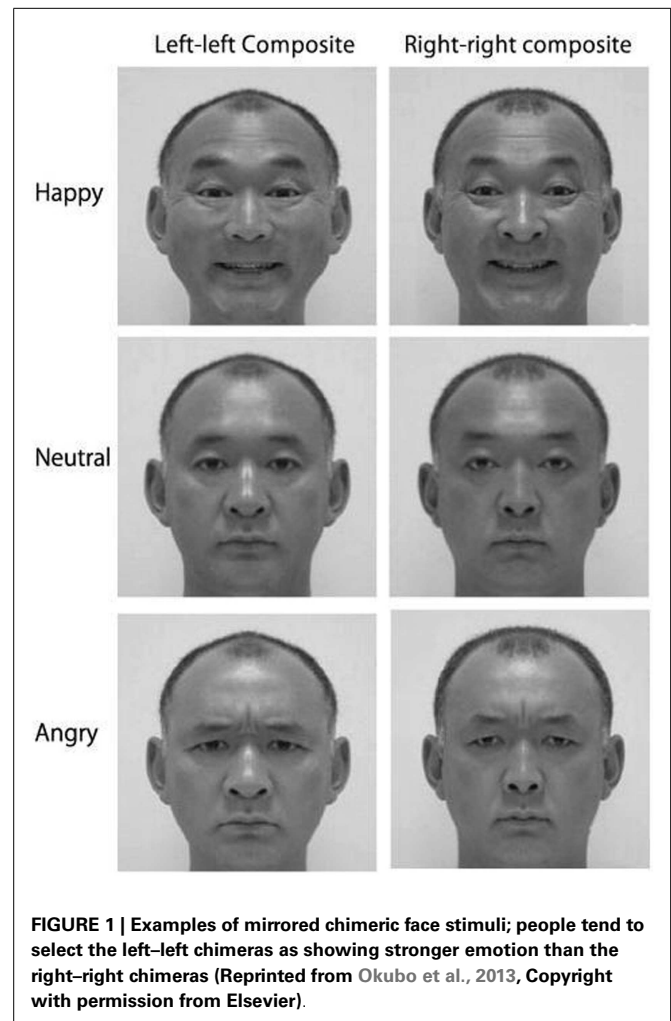 Left-left Composite    Right-right composite
Happy
Neutral
Angry
FIGURE 1 | Examples of mirrored chimeric face stimuli; people tend to
select the left–left chimeras as showing stronger emotion than the
right–right chimeras (Reprinted from Okubo et al., 2013, Copyright
with permission from Elsevier).